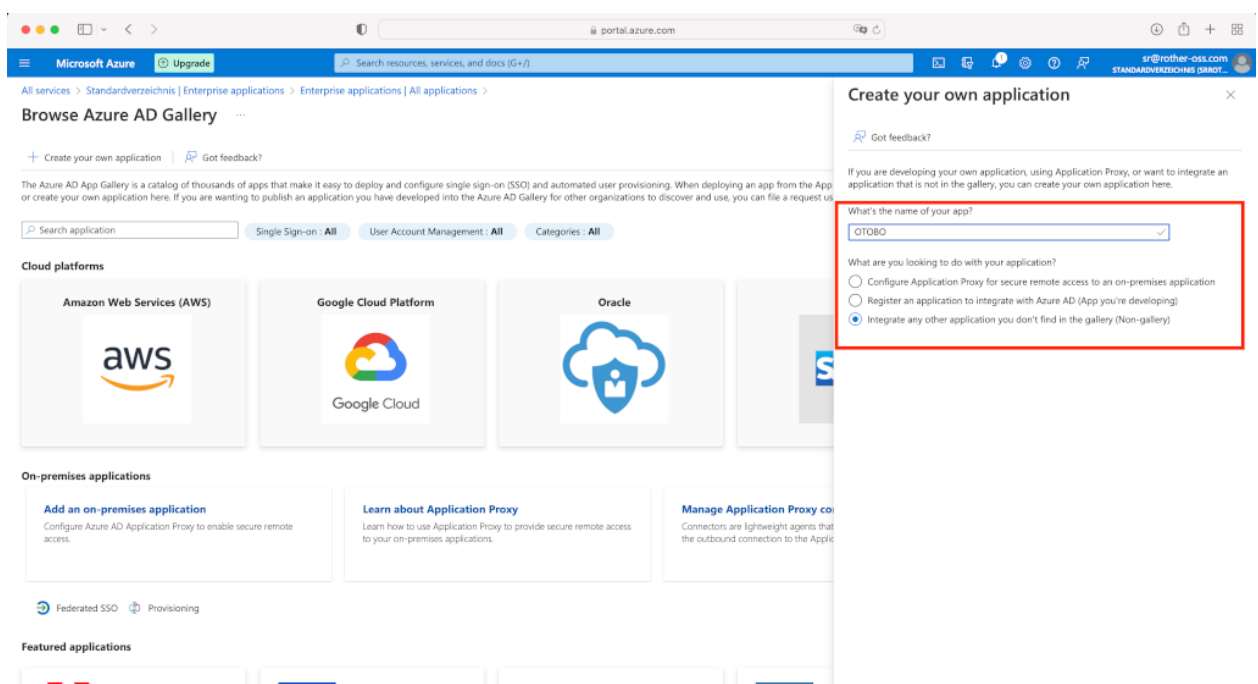 portal.azure.com
Microsoft Azure
Upgrade
Search resources, services, and docs (G+/)
1
sr@rother-oss.com
STANDARDVERZEICHNIS (SRROT...
All services > Standardverzeichnis | Enterprise applications > Enterprise applications | All applications >
Browse Azure AD Gallery ...
+ Create your own application | Got feedback?
The Azure AD App Gallery is a catalog of thousands of apps that make it easy to deploy and configure single sign-on (SSO) and automated user provisioning. When deploying an app from the App
or create your own application here. If you are wanting to publish an application you have developed into the Azure AD Gallery for other organizations to discover and use, you can file a request us
Search application
Single Sign-on : All
User Account Management : All
Categories : All
Cloud platforms
Amazon Web Services (AWS)
Google Cloud Platform
Oracle
aws
Google Cloud
S
On-premises applications
Add an on-premises application
Configure Azure AD Application Proxy to enable secure remote
access.
Learn about Application Proxy
Learn how to use Application Proxy to provide secure remote access
to your on-premises applications.
Manage Application Proxy co
Connectors are lightweight agents that
the outbound connection to the Applic
Federated SSO
Provisioning
Featured applications
Create your own application
Got feedback?
If you are developing your own application, using Application Proxy, or want to integrate an
application that is not in the gallery, you can create your own application here.
What's the name of your app?
OTOBO
What are you looking to do with your application?
Configure Application Proxy for secure remote access to an on-premises application
Register an application to integrate with Azure AD (App you're developing)
Integrate any other application you don't find in the gallery (Non-gallery)